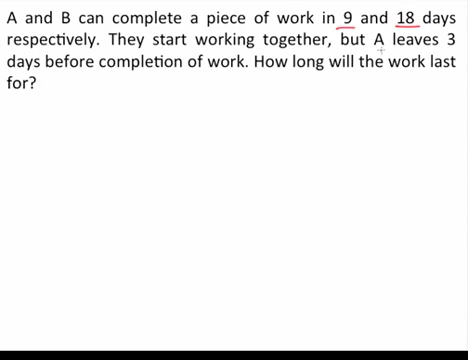 A and B can complete a piece of work in 9 and 18 days
respectively. They start working together, but A leaves 3
days before completion of work. How long will the work last
for?